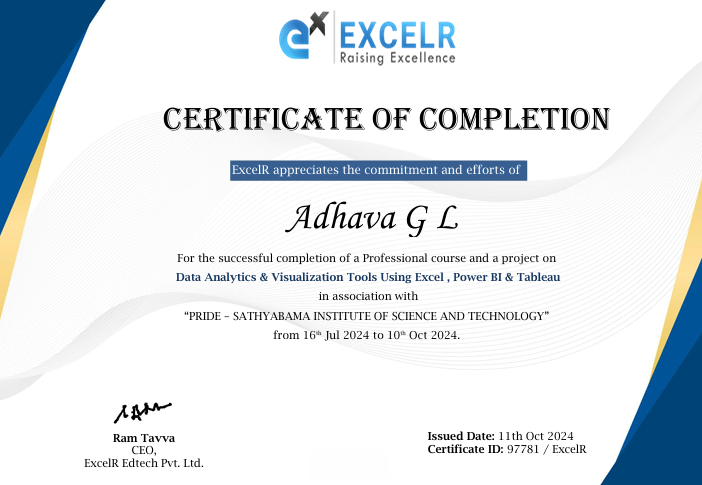 ex EXCELR
Raising Excellence
CERTIFICATE OF COMPLETION
ExcelR appreciates the commitment and efforts of
Adhava G L
For the successful completion of a Professional course and a project on
Data Analytics & Visualization Tools Using Excel , Power BI & Tableau
in association with
“PRIDE – SATHYABAMA INSTITUTE OF SCIENCE AND TECHNOLOGY”
from 16th Jul 2024 to 10th Oct 2024.
Ram Tavva
CEO,
ExcelR Edtech Pvt. Ltd.
Issued Date: 11th Oct 2024
Certificate ID: 97781 / ExcelR